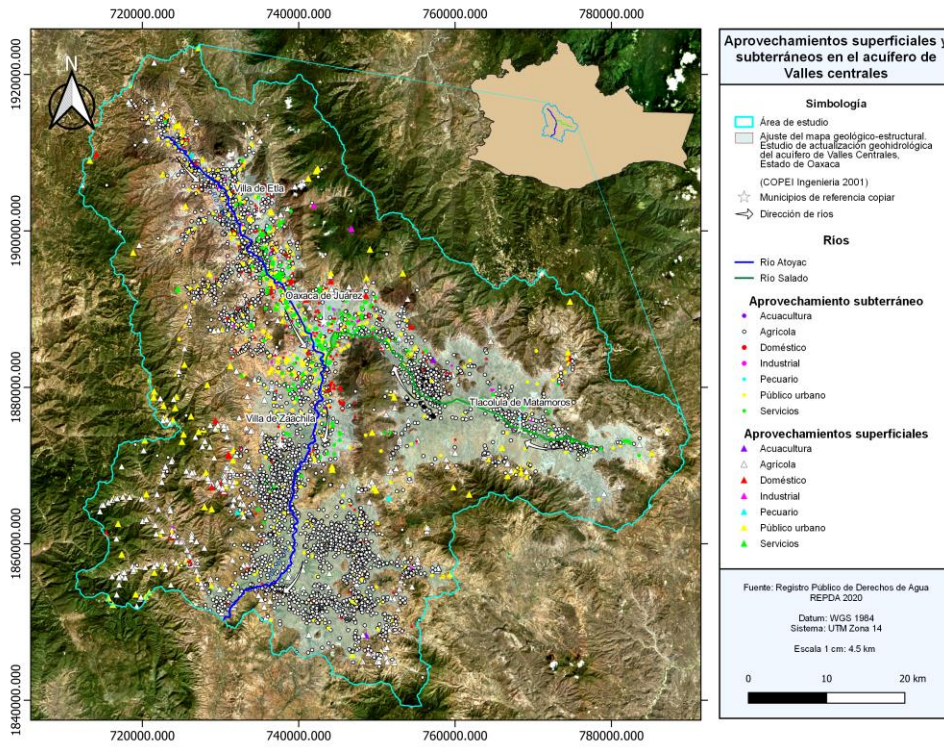 720000.000 740000.000 760000.000 780000.000
1920000.000
1900000.000
1880000.000
1860000.000
1840000.000
N
Villa de Etla
Oaxaca de Juárez
Tlacolula de Matamoros
Villa de Zaachila
720000.000 740000.000 760000.000 780000.000
Aprovechamientos superficiales y
subterráneos en el acuífero de
Valles centrales
Simbología
Área de estudio
Ajuste del mapa geológico-estructural.
Estudio de actualización geohidrológica
del acuífero de Valles Centrales,
Estado de Oaxaca
(COPEI Ingenieria 2001)
Municipios de referencia copiar
Dirección de ríos
Ríos
Río Atoyac
Río Salado
Aprovechamiento subterráneo
Acuacultura
Agrícola
Doméstico
Industrial
Pecuario
Público urbano
Servicios
Aprovechamientos superficiales
Acuacultura
Agrícola
Doméstico
Industrial
Pecuario
Público urbano
Servicios
Fuente: Registro Público de Derechos de Agua
REPDA 2020
Datum: WGS 1984
Sistema: UTM Zona 14
Escala 1 cm: 4.5 km
0 10 20 km